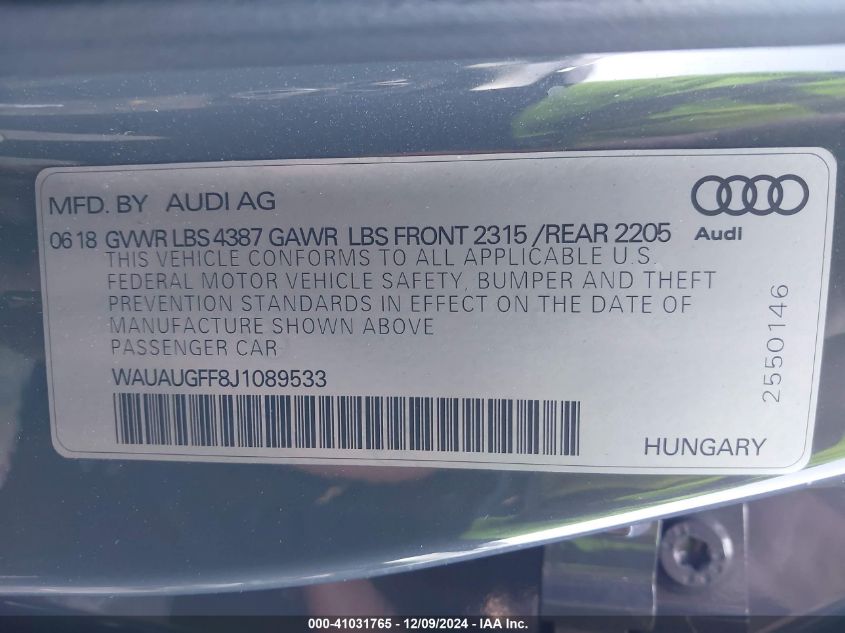 MFD. BY AUDI AG
Audi
06 18 GVWR LBS 4387 GAWR LBS FRONT 2315 /REAR 2205
THIS VEHICLE CONFORMS TO ALL APPLICABLE U.S.
FEDERAL MOTOR VEHICLE SAFETY, BUMPER AND THEFT
PREVENTION STANDARDS IN EFFECT ON THE DATE OF
MANUFACTURE SHOWN ABOVE
PASSENGER CAR
WAUAUGFF8J1089533
2550146
HUNGARY
000-41031765 - 12/09/2024 - IAA Inc.